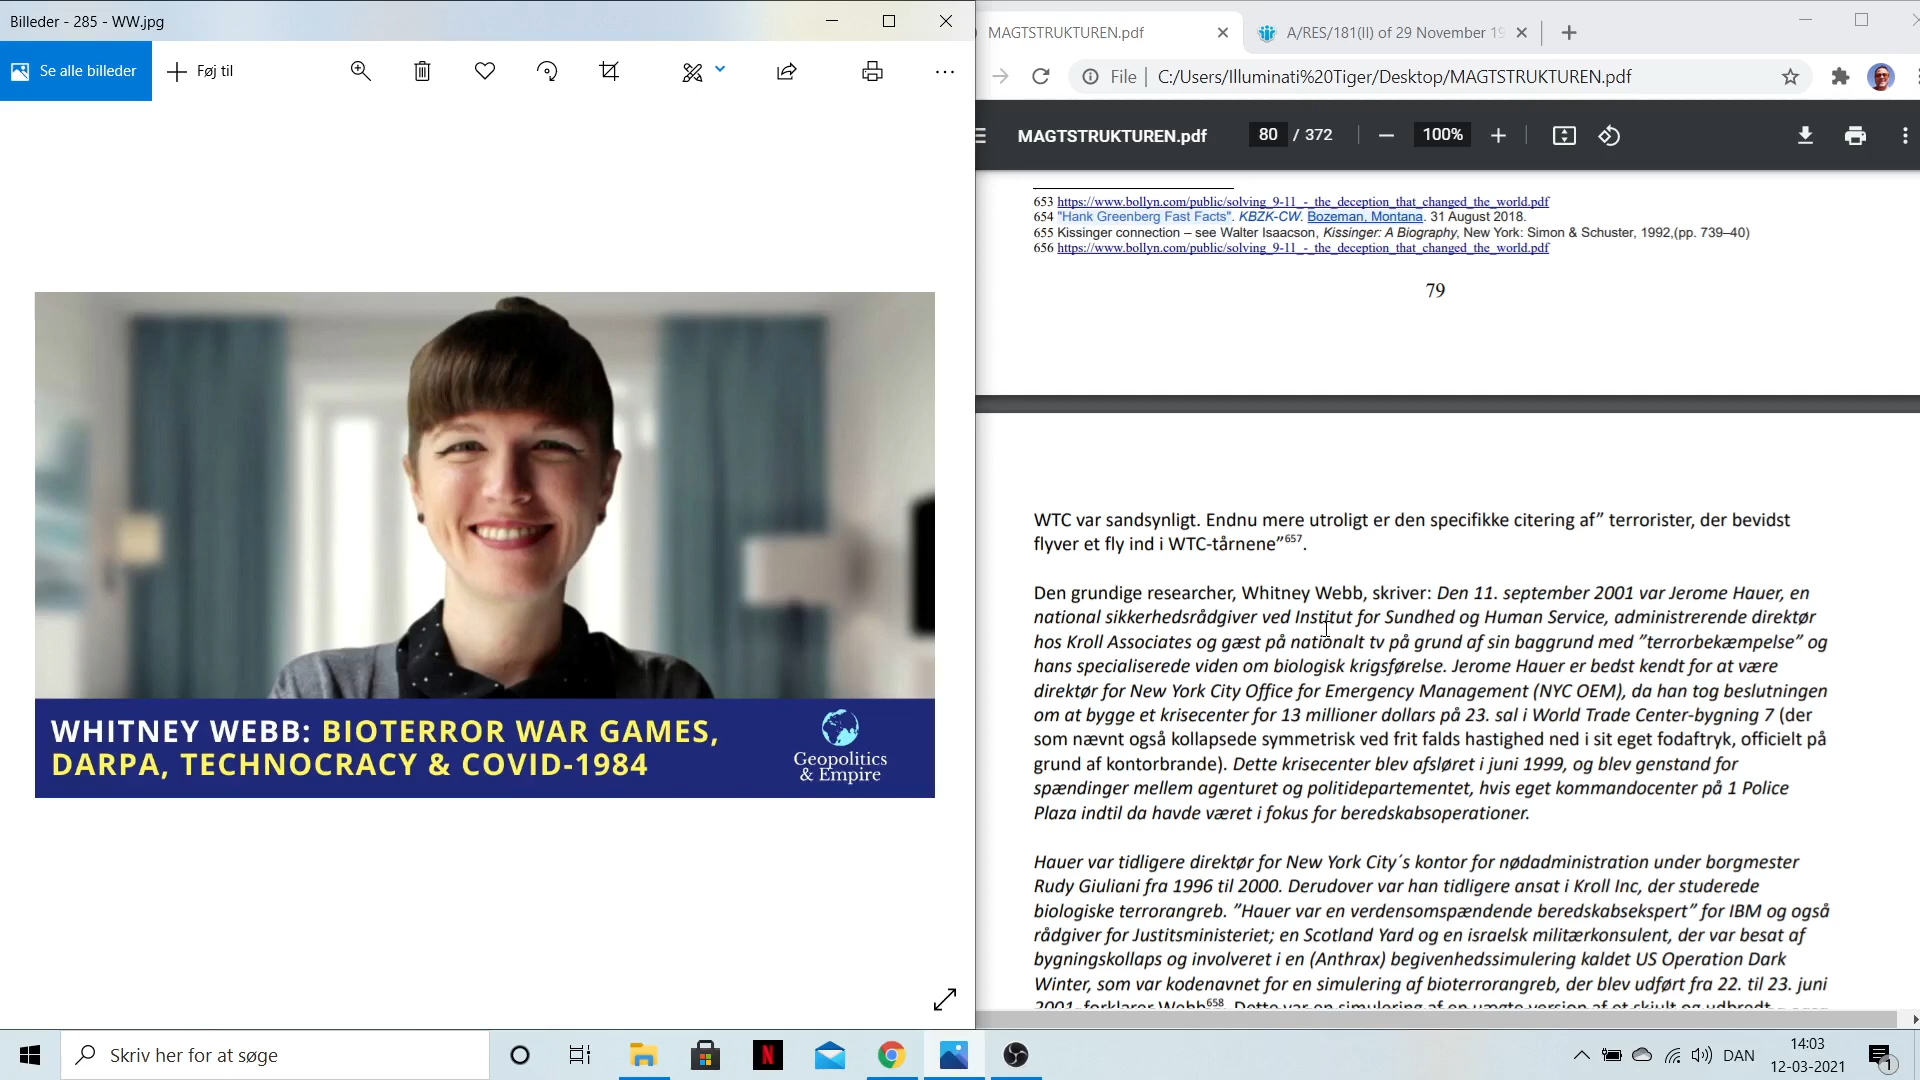 Billeder - 285 - WW.jpg
Se alle billeder
Føj til
WHITNEY WEBB: BIOTERROR WAR GAMES,
DARPA, TECHNOCRACY & COVID-1984
Geopolitics
& Empire
MAGTSTRUKTUREN.pdf
A/RES/181(II) of 29 November 19
File
C:/Users/Illuminati%20Tiger/Desktop/MAGTSTRUKTUREN.pdf
MAGTSTRUKTUREN.pdf
80 / 372
100%
653 https://www.bollyn.com/public/solving_9-11_-_the_deception_that_changed_the_world.pdf
654 "Hank Greenberg Fast Facts". KBZK-CW. Bozeman, Montana. 31 August 2018.
655 Kissinger connection – see Walter Isaacson, Kissinger: A Biography, New York: Simon & Schuster, 1992,(pp. 739–40)
656 https://www.bollyn.com/public/solving_9-11_-_the_deception_that_changed_the_world.pdf
79
WTC var sandsynligt. Endnu mere utroligt er den specifikke citering af” terrorister, der bevidst
flyver et fly ind i WTC-tårnene”657.
Den grundige researcher, Whitney Webb, skriver: Den 11. september 2001 var Jerome Hauer, en
national sikkerhedsrådgiver ved Institut for Sundhed og Human Service, administrerende direktør
hos Kroll Associates og gæst på nationalt tv på grund af sin baggrund med ”terrorbekæmpelse” og
hans specialiserede viden om biologisk krigsførelse. Jerome Hauer er bedst kendt for at være
direktør for New York City Office for Emergency Management (NYC OEM), da han tog beslutningen
om at bygge et krisecenter for 13 millioner dollars på 23. sal i World Trade Center-bygning 7 (der
som nævnt også kollapsede symmetrisk ved frit falds hastighed ned i sit eget fodaftryk, officielt på
grund af kontorbrande). Dette krisecenter blev afsløret i juni 1999, og blev genstand for
spændinger mellem agenturet og politidepartementet, hvis eget kommandocenter på 1 Police
Plaza indtil da havde været i fokus for beredskabsoperationer.
Hauer var tidligere direktør for New York City´s kontor for nødadministration under borgmester
Rudy Giuliani fra 1996 til 2000. Derudover var han tidligere ansat i Kroll Inc, der studerede
biologiske terrorangreb. ”Hauer var en verdensomspændende beredskabsekspert” for IBM og også
rådgiver for Justitsministeriet; en Scotland Yard og en israelsk militærkonsulent, der var besat af
bygningskollaps og involveret i en (Anthrax) begivenhedssimulering kaldet US Operation Dark
Winter, som var kodenavnet for en simulering af bioterrorangreb, der blev udført fra 22. til 23. juni
2001, forklarer Webb658. Dette var en simulering af en vægte version af et skjult og udbredt
Skriv her for at søge
DAN
14:03
12-03-2021
1